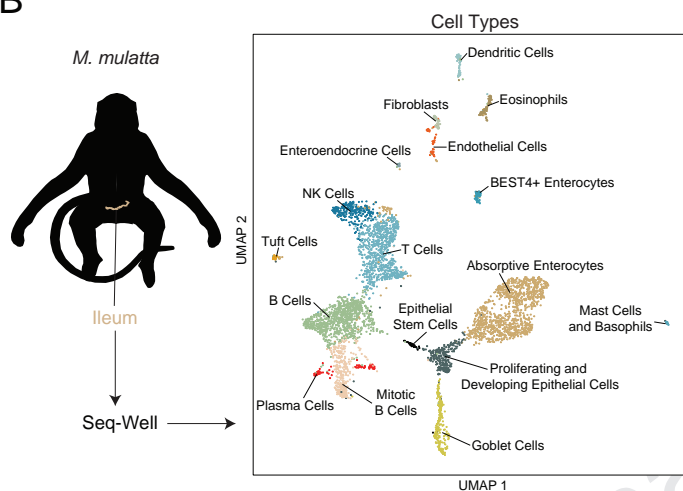 B
Cell Types
M. mulatta
Dendritic Cells
Fibroblasts
Eosinophils
Enteroendocrine Cells
Endothelial Cells
BEST4+ Enterocytes
NK Cells
UMAP 2
Tuft Cells
T Cells
Absorptive Enterocytes
B Cells
Epithelial
Stem Cells
Mast Cells
and Basophils
Ileum
Proliferating and
Developing Epithelial Cells
Plasma Cells
Mitotic
B Cells
Seq-Well
Goblet Cells
UMAP 1